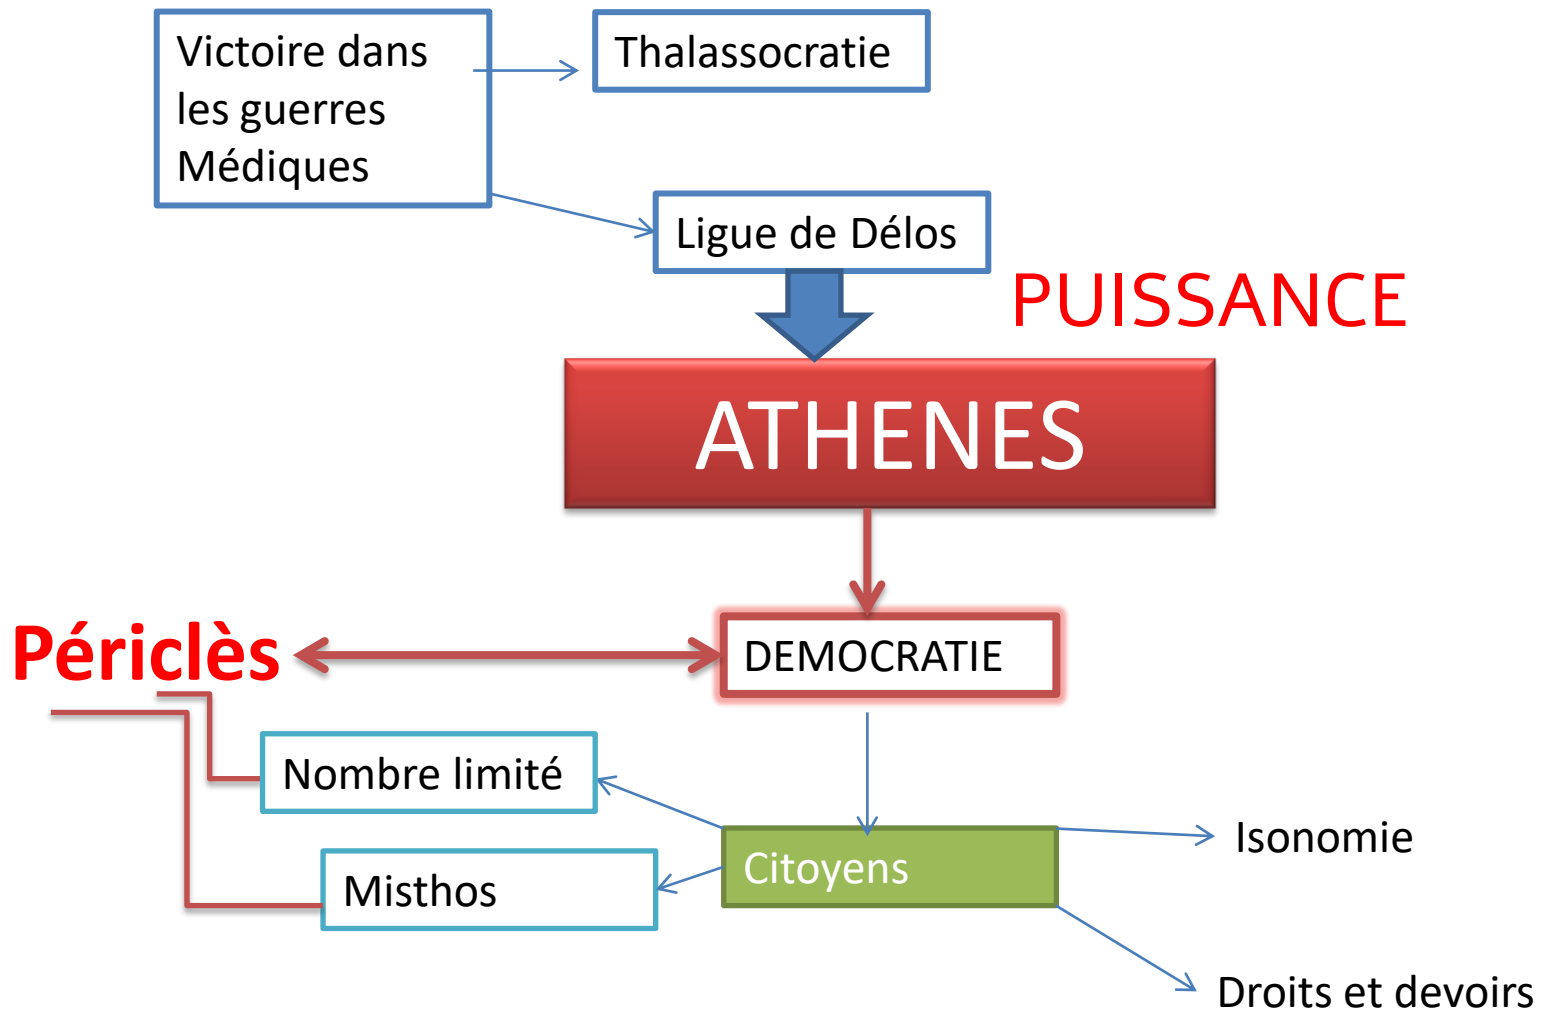 Victoire dans
les guerres
Médiques
Thalassocratie
Ligue de Délos
PUISSANCE
ATHENES
Périclès
DEMOCRATIE
Nombre limité
Citoyens
Isonomie
Misthos
Droits et devoirs